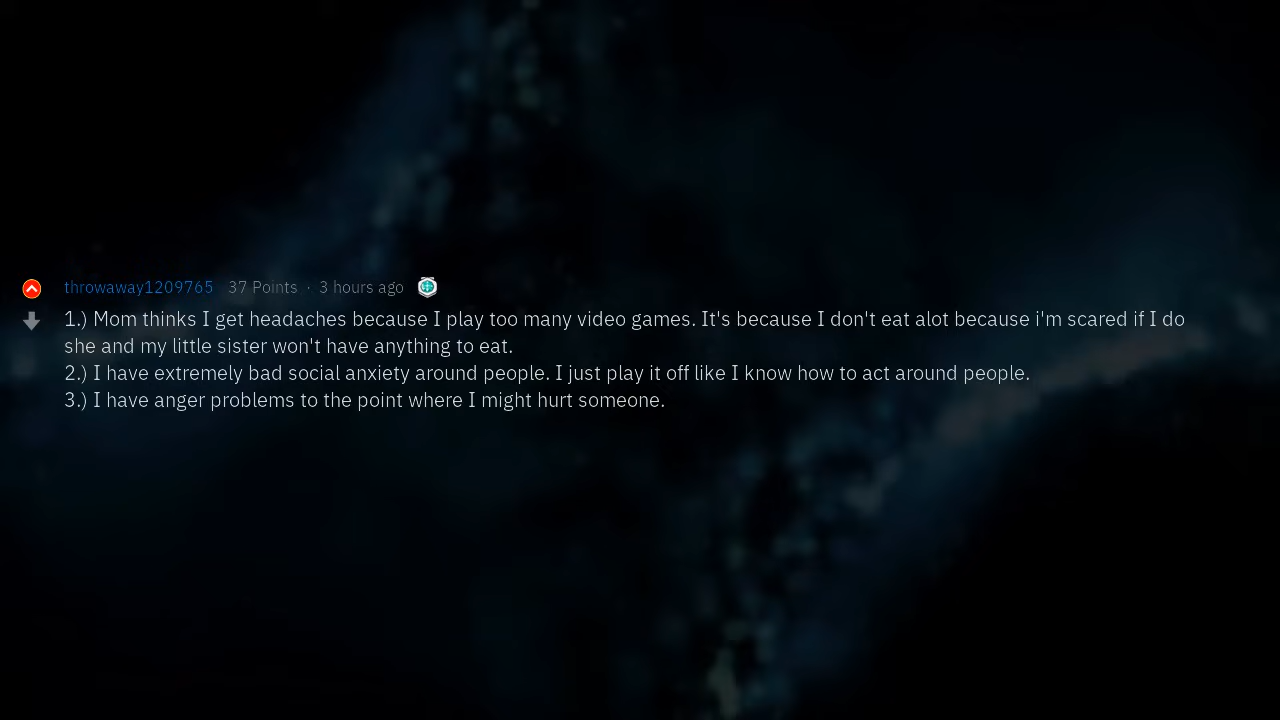 throwaway1209765 37 Points · 3 hours ago
1.) Mom thinks I get headaches because I play too many video games. It's because I don't eat alot because i'm scared if I do
she and my little sister won't have anything to eat.
2.) I have extremely bad social anxiety around people. I just play it off like I know how to act around people.
3.) I have anger problems to the point where I might hurt someone.